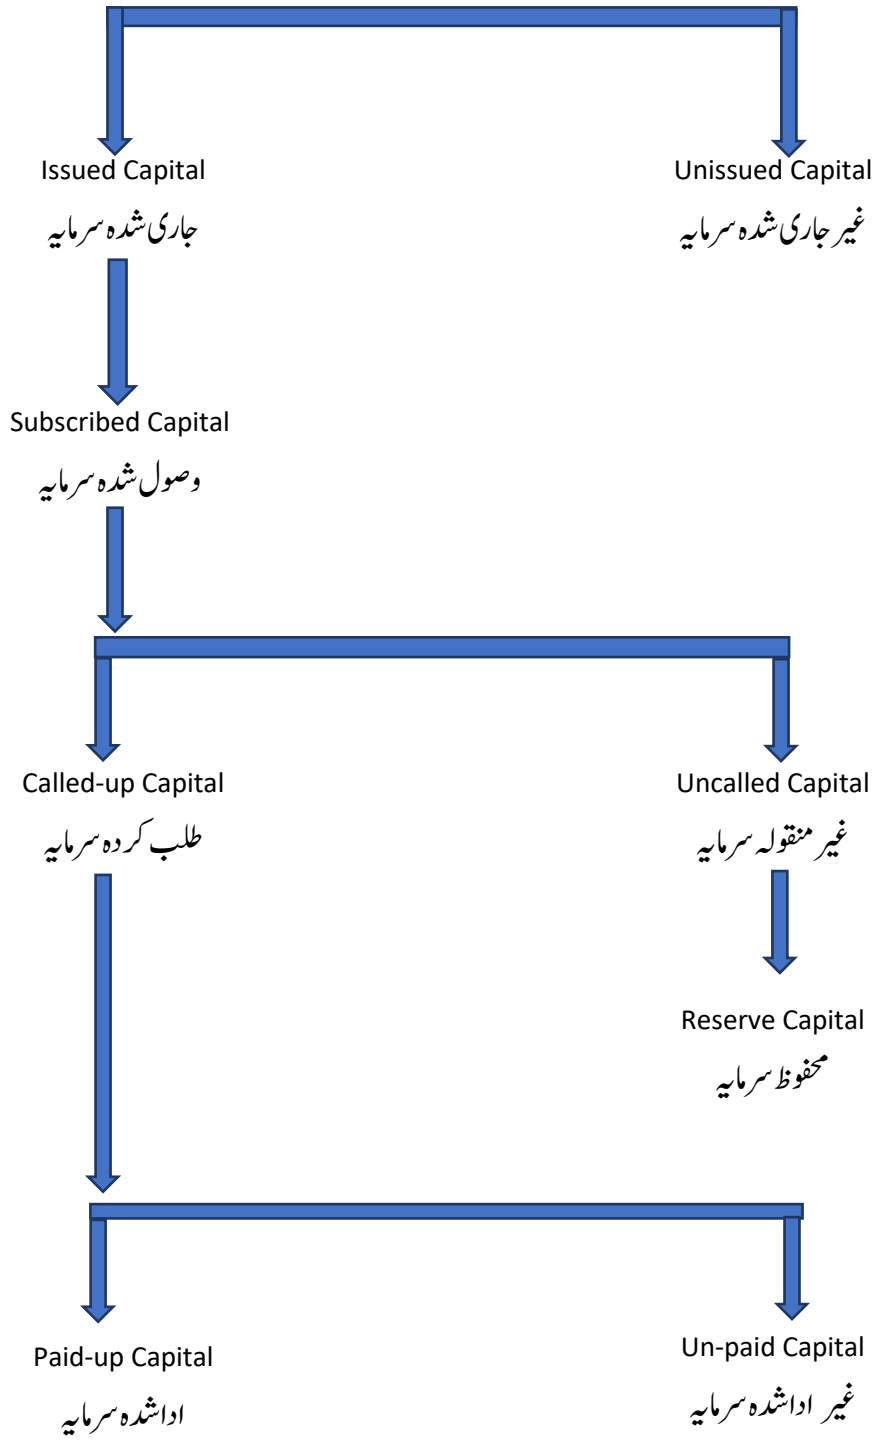 Issued Capital
جاری شدہ سرمایہ
Unissued Capital
غیر جاری شدہ سرمایہ
Subscribed Capital
وصول شدہ سرمایہ
Called-up Capital
طلب کردہ سرمایہ
Uncalled Capital
غیر منقولہ سرمایہ
Reserve Capital
محفوظ سرمایہ
Paid-up Capital
اداشدہ سرمایہ
Un-paid Capital
غیر اداشدہ سرمایہ